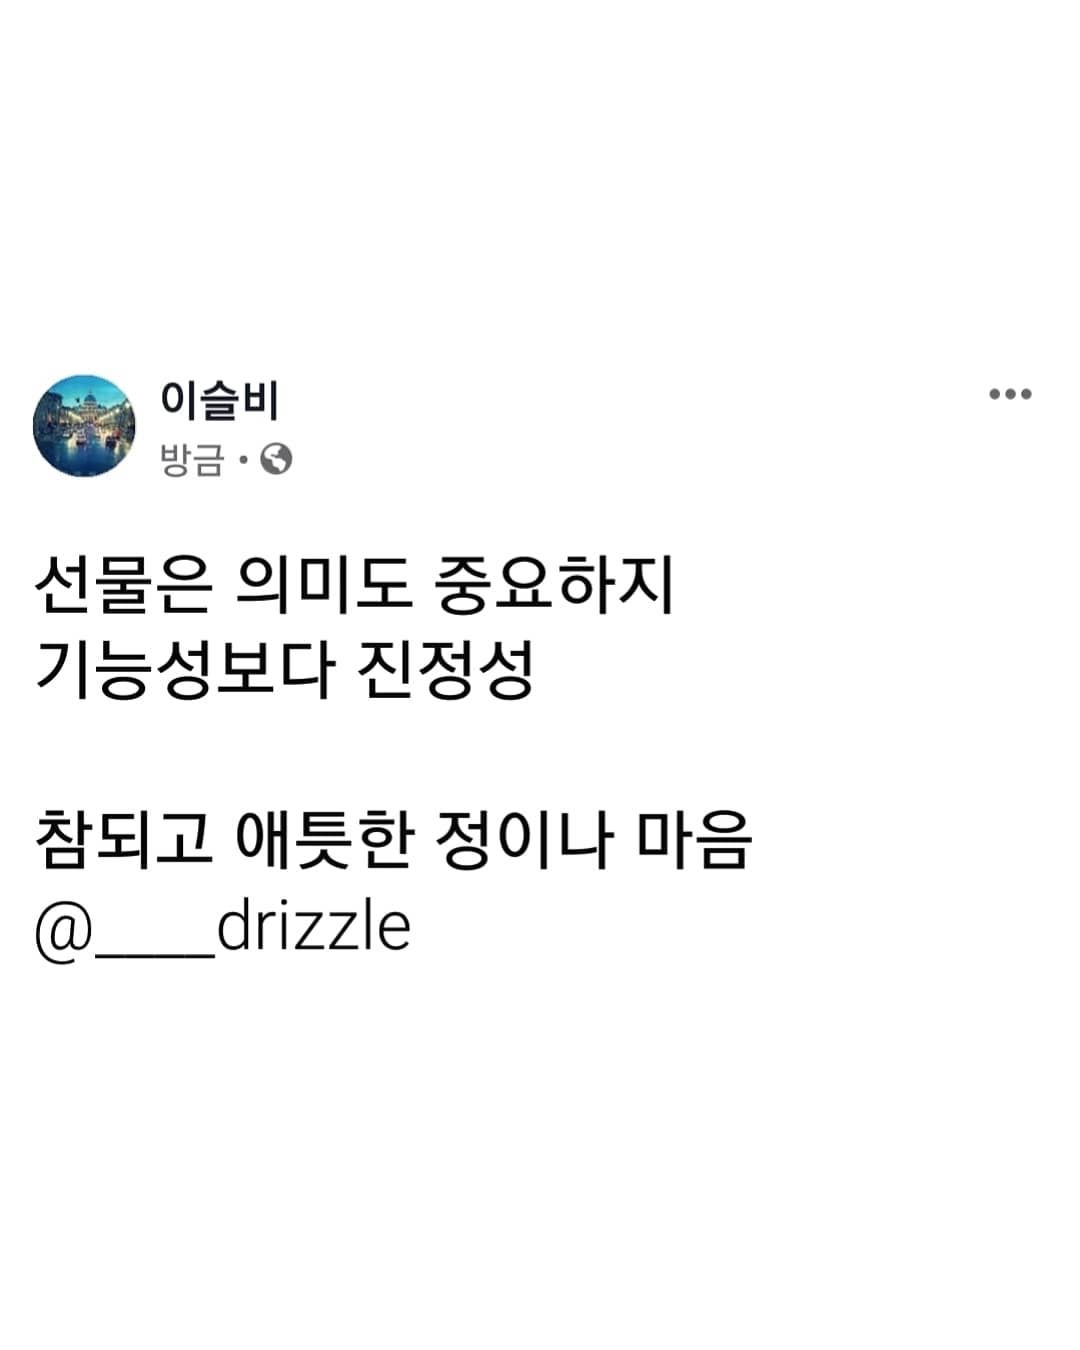 이슬비
방금 •
선물은 의미도 중요하지
기능성보다 진정성
참되고 애틋한 정이나 마음
@____drizzle